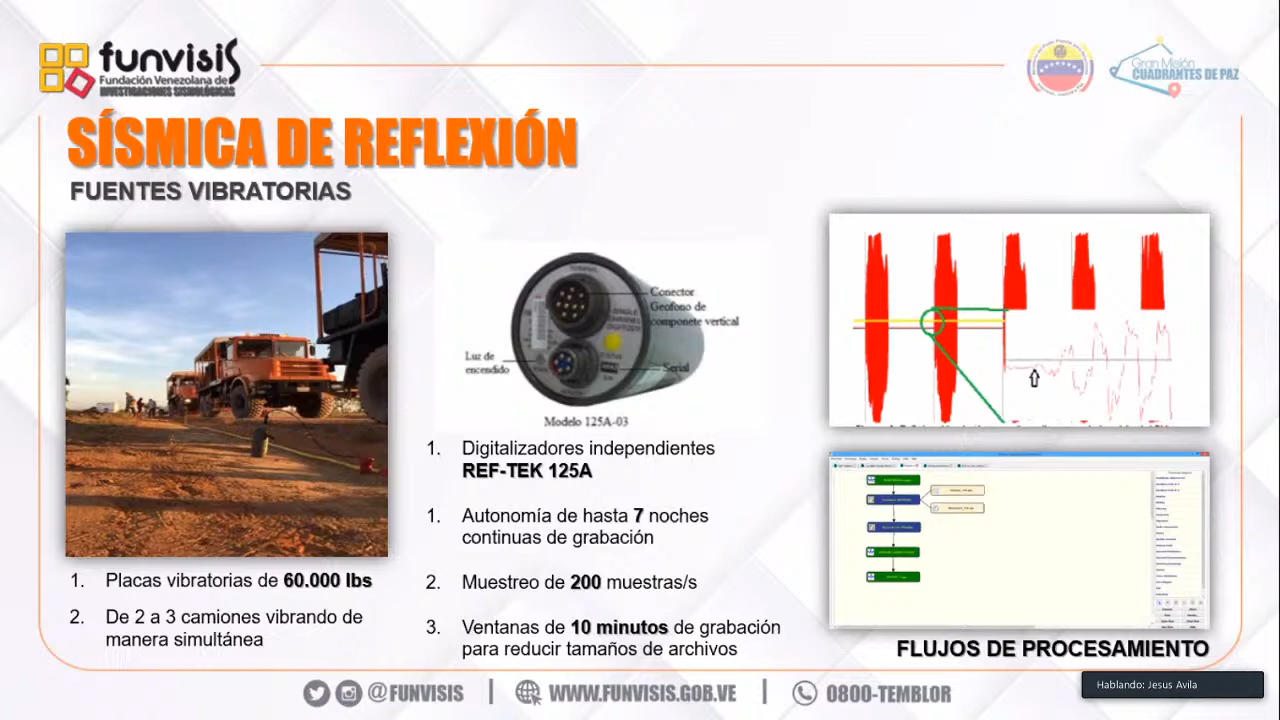 funvisis
Fundación Venezolana de
INVESTIGACIONES SISMOLÓGICAS
Gran Misión
CUADRANTES DE PAZ
SÍSMICA DE REFLEXIÓN
FUENTES VIBRATORIAS
1. Placas vibratorias de 60.000 lbs
2. De 2 a 3 camiones vibrando de
manera simultánea
Conector
Geofono de
componete vertical
Luz de
encendido
Serial
Modelo 125A-03
1. Digitalizadores independientes
REF-TEK 125A
1. Autonomía de hasta 7 noches
continuas de grabación
2. Muestreo de 200 muestras/s
3. Ventanas de 10 minutos de grabación
para reducir tamaños de archivos
FLUJOS DE PROCESAMIENTO
@FUNVISIS | WWW.FUNVISIS.GOB.VE | 0800-TEMBLOR
Hablando: Jesus Avila